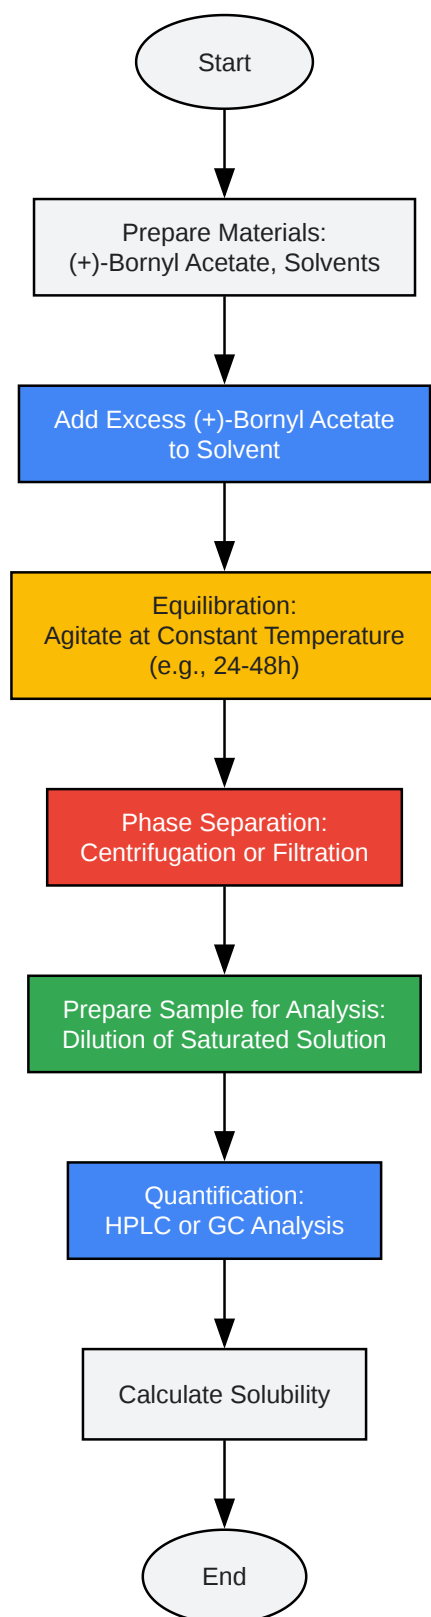 Start
Prepare Materials:
(+)-Bornyl Acetate, Solvents
Add Excess (+)-Bornyl Acetate
to Solvent
Equilibration:
Agitate at Constant Temperature
(e.g., 24-48h)
Phase Separation:
Centrifugation or Filtration
Prepare Sample for Analysis:
Dilution of Saturated Solution
Quantification:
HPLC or GC Analysis
Calculate Solubility
End